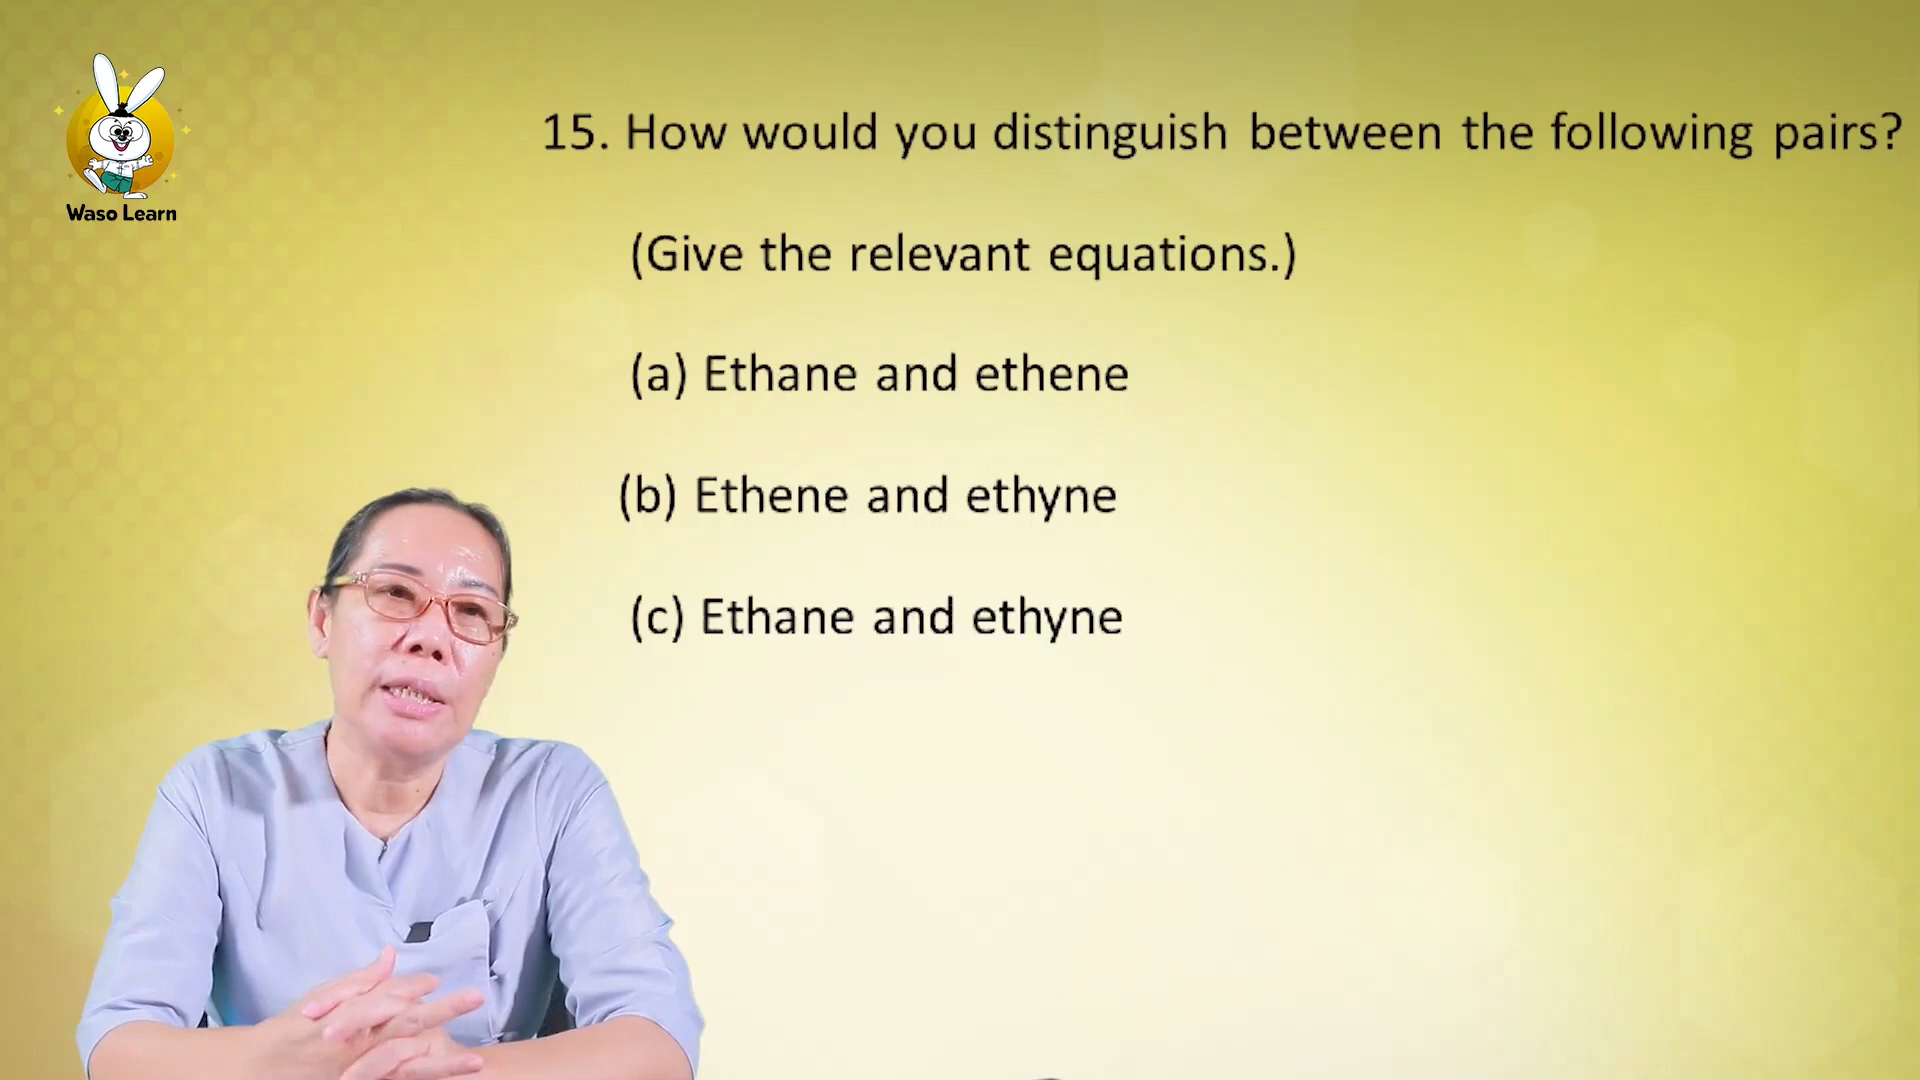 Waso Learn
15. How would you distinguish between the following pairs?
(Give the relevant equations.)
(a) Ethane and ethene
(b) Ethene and ethyne
(c) Ethane and ethyne